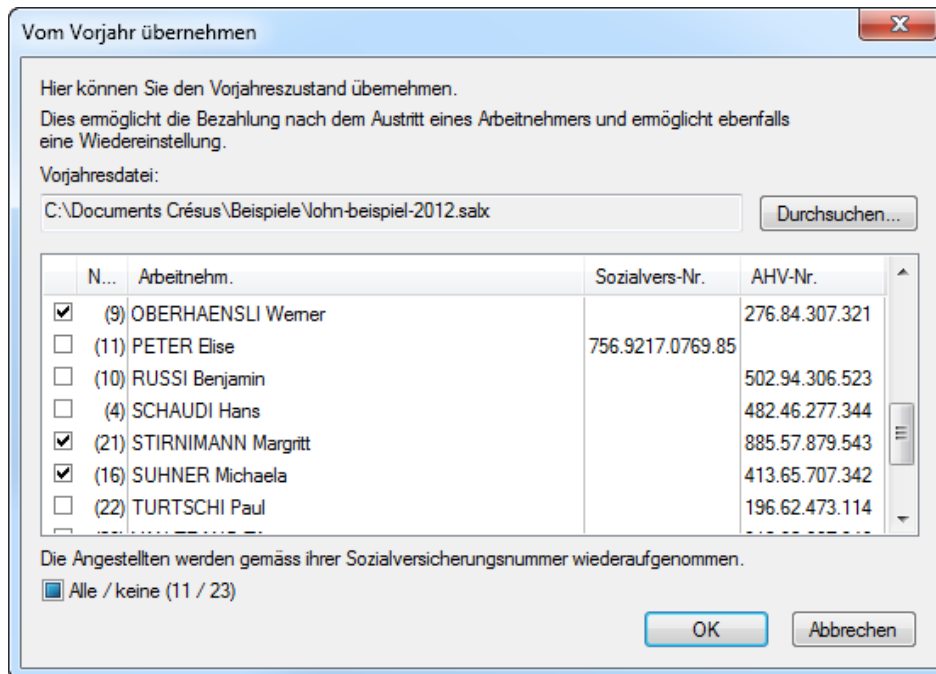 Vom Vorjahr übernehmen
Hier können Sie den Vorjahreszustand übernehmen.
Dies ermöglicht die Bezahlung nach dem Austritt eines Arbeitnehmers und ermöglicht ebenfalls
eine Wiedereinstellung.
Vorjahresdatei:
C:\Documents Crésus\Beispiele\lohn-beispiel-2012.salx Durchsuchen...
N... Arbeitnehm. Sozialvers-Nr. AHV-Nr.
(9) OBERHAENSLI Werner 276.84.307.321
(11) PETER Elise 756.9217.0769.85
(10) RUSSI Benjamin 502.94.306.523
(4) SCHAUDI Hans 482.46.277.344
(21) STIRNIMANN Margritt 885.57.879.543
(16) SUHNER Michaela 413.65.707.342
(22) TURTSCHI Paul 196.62.473.114
Die Angestellten werden gemäss ihrer Sozialversicherungsnummer wiederaufgenommen.
Alle / keine (11 / 23)
OK Abbrechen